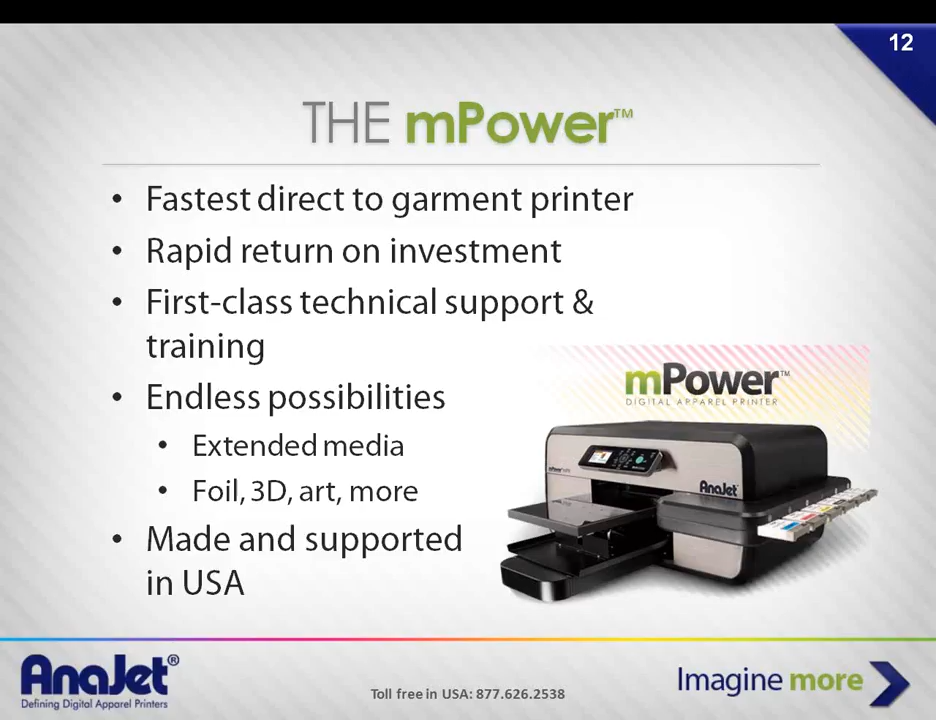 12
THE mPower™
• Fastest direct to garment printer
• Rapid return on investment
• First-class technical support &
training
• Endless possibilities
• Extended media
• Foil, 3D, art, more
• Made and supported
in USA
mPower™
DIGITAL APPAREL PRINTER
AnaJet
AnaJet®
Defining Digital Apparel Printers
Toll free in USA: 877.626.2538
Imagine more